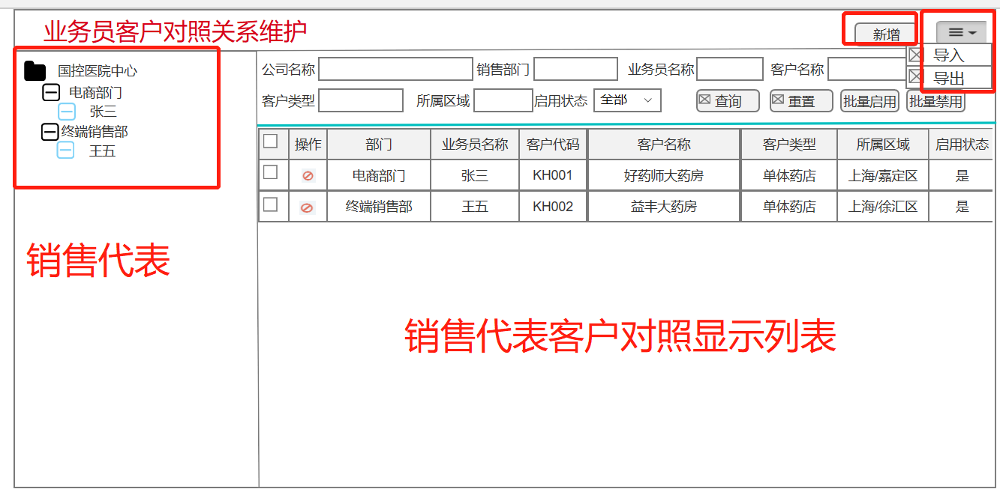 业务员客户对照关系维护
新增
导入
导出
国控医院中心
电商部门
张三
终端销售部
王五
公司名称 销售部门 业务员名称 客户名称
客户类型 所属区域 启用状态 全部 查询 重置 批量启用 批量禁用
操作 部门 业务员名称 客户代码 客户名称 客户类型 所属区域 启用状态
电商部门 张三 KH001 好药师大药房 单体药店 上海/嘉定区 是
终端销售部 王五 KH002 益丰大药房 单体药店 上海/徐汇区 是
销售代表
销售代表客户对照显示列表